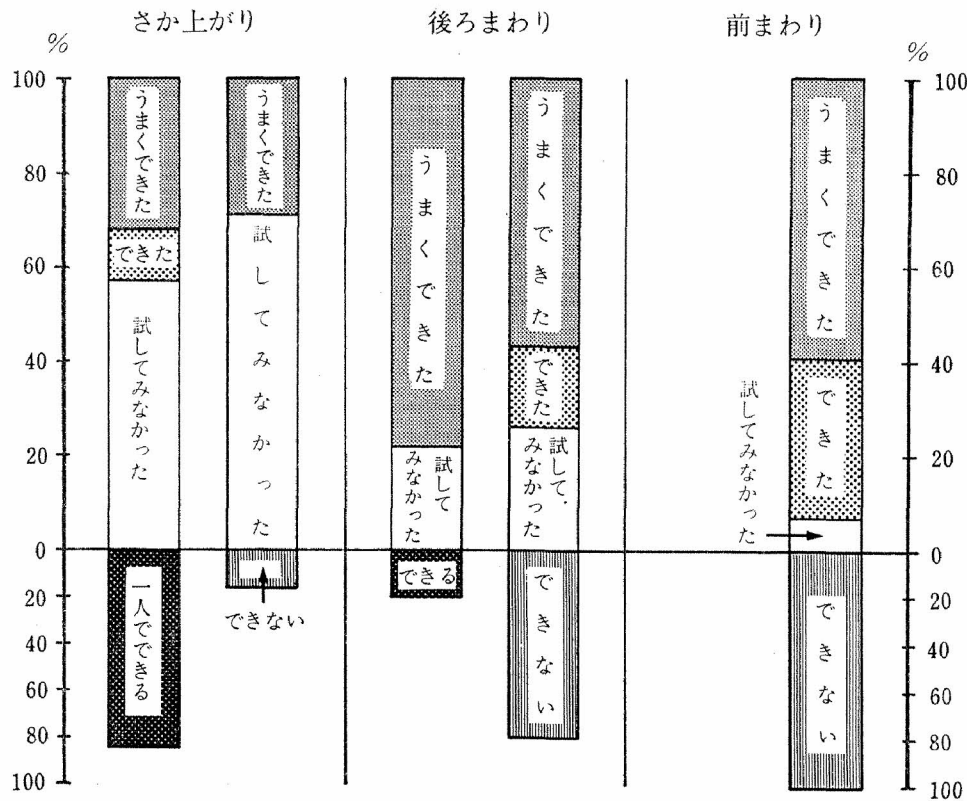 さか上がり
後ろまわり
前まわり
%
100
80
60
40
20
0
20
40
60
80
100
うまくできた
できた
試してみなかった
一人でできる
うまくできた
試してみなかった
できない
うまくできた
試して
みなかった
できる
うまくできた
できた
試して.
みなかった
できない
試してみなかった
うまくできた
できた
できない
%
100
80
60
40
20
0
20
40
60
80
100